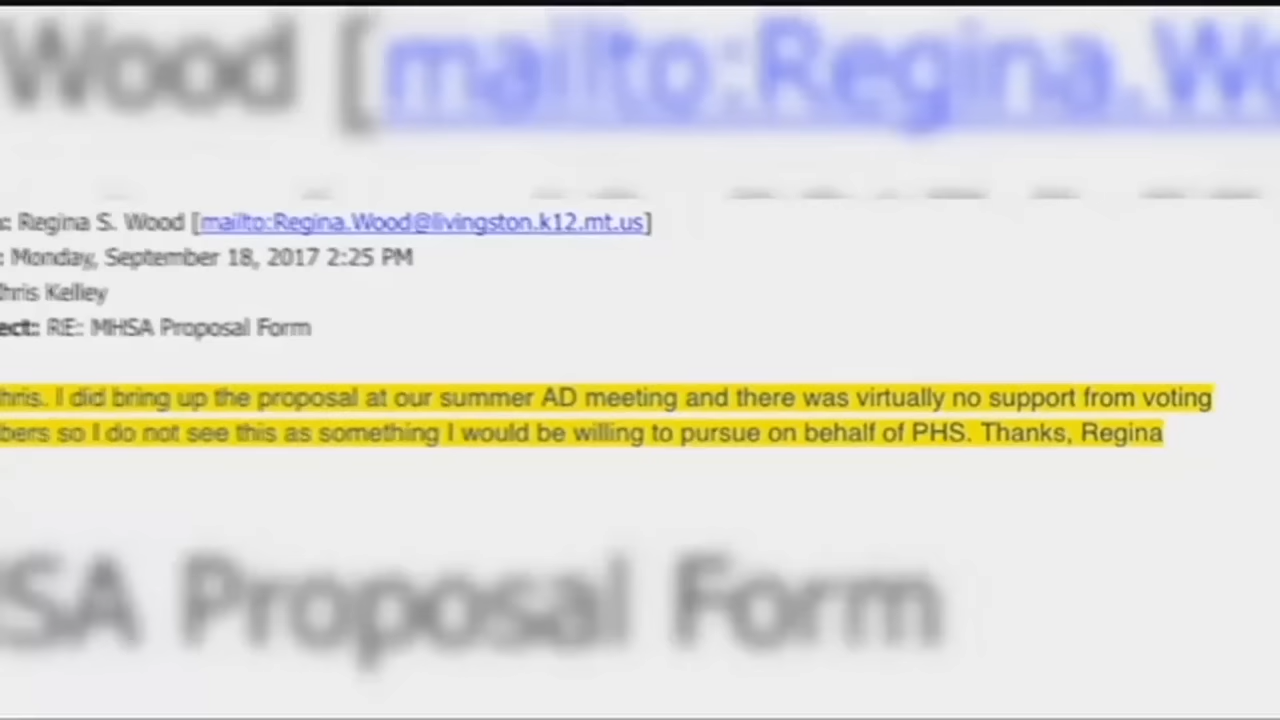 Wood [mailto:Regina.Wo
: Regina S. Wood [mailto:Regina.Wood@livingston.k12.mt.us]
: Monday, September 18, 2017 2:25 PM
hris Kelley
ect: RE: MHSA Proposal Form
hris. I did bring up the proposal at our summer AD meeting and there was virtually no support from voting
bers so I do not see this as something I would be willing to pursue on behalf of PHS. Thanks, Regina
SA Proposal Form